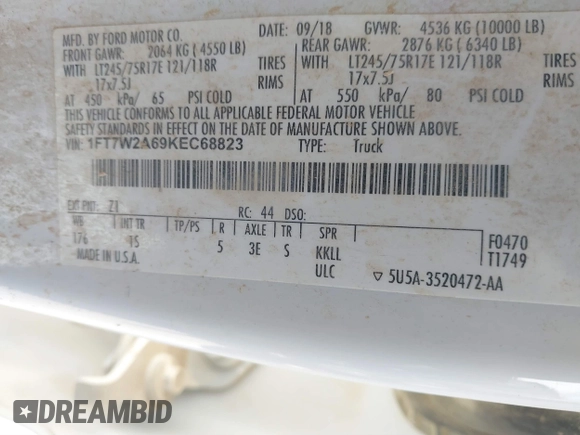 MFD. BY FORD MOTOR CO. 09/18 GVWR: 4536 KG (10000 LB)
FRONT GAWR: 2064 KG (4550 LB) REAR GAWR: 2876 KG (6340 LB)
WITH LT245/75R17E 121/118R TIRES WITH LT245/75R17E 121/118R TIRES
17x7.5J RIMS 17x7.5J RIMS
AT 450 kPa/ 65 PSI COLD AT 550 kPa/ 80 PSI COLD
THIS VEHICLE CONFORMS TO ALL APPLICABLE FEDERAL MOTOR VEHICLE
SAFETY STANDARDS IN EFFECT ON THE DATE OF MANUFACTURE SHOWN ABOVE.
VIN: 1FT7W2A69KEC68823 TYPE: Truck
EXT PNT: Z1 RC: 44 DSO:
WB INT TR TP/PS R AXLE TR SPR
176 IS 5 3E S KKLL F0470
MADE IN U.S.A. ULC T1749
5U5A-3520472-AA
DREAMBID